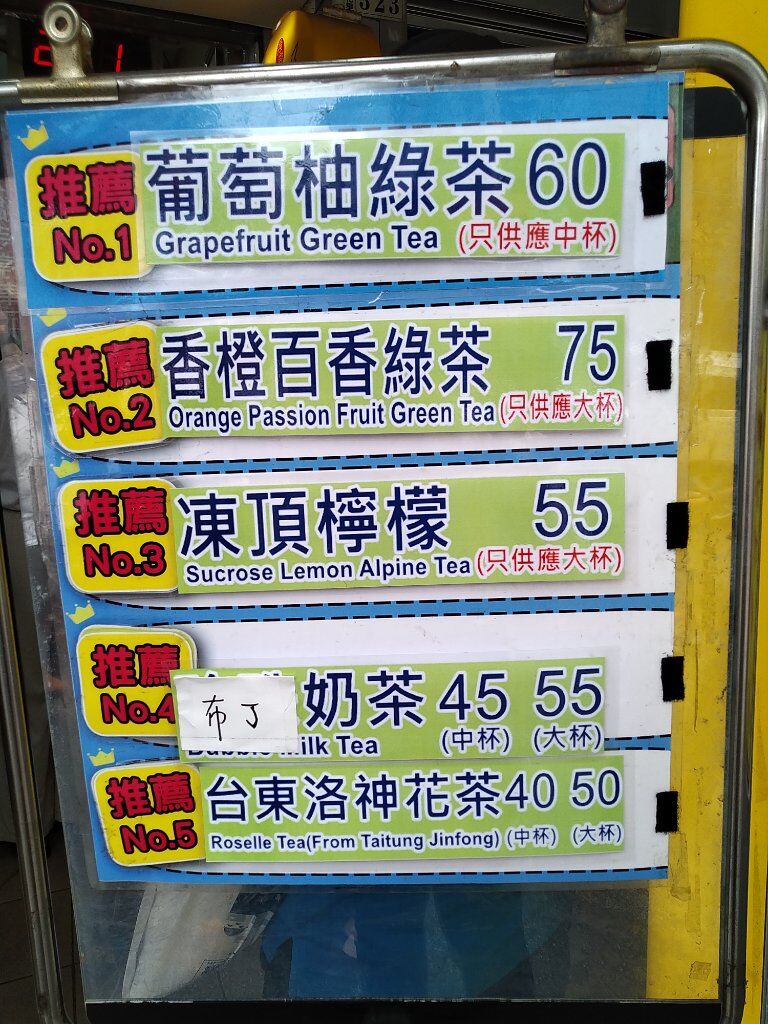 推薦 No.1
葡萄柚綠茶 60
Grapefruit Green Tea (只供應中杯)
推薦 No.2
香橙百香綠茶 75
Orange Passion Fruit Green Tea (只供應大杯)
推薦 No.3
凍頂檸檬 55
Sucrose Lemon Alpine Tea (只供應大杯)
推薦 No.4
布丁奶茶 45 55
Milk Tea (中杯) (大杯)
推薦 No.5
台東洛神花茶 40 50
Roselle Tea(From Taitung Jinfong) (中杯) (大杯)